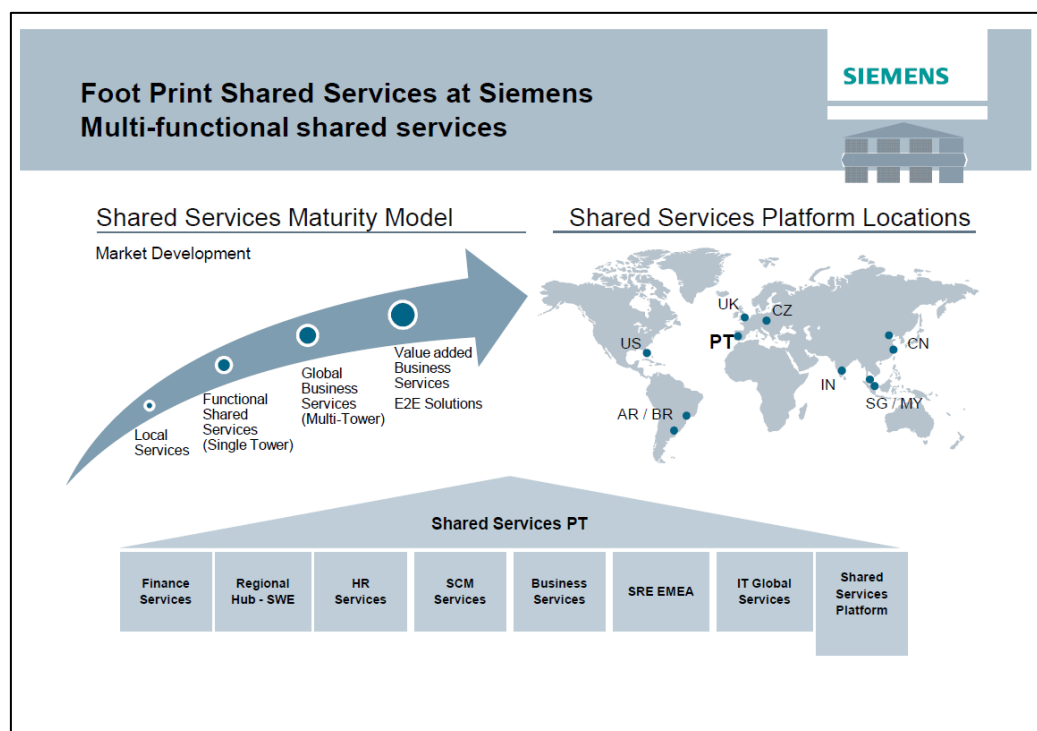 Foot Print Shared Services at Siemens
Multi-functional shared services
SIEMENS
Shared Services Maturity Model
Market Development
Local
Services
Functional
Shared
Services
(Single Tower)
Global
Business
Services
(Multi-Tower)
Value added
Business
Services
E2E Solutions
Shared Services Platform Locations
UK
CZ
PT
US
CN
IN
SG / MY
AR / BR
Shared Services PT
Finance
Services
Regional
Hub - SWE
HR
Services
SCM
Services
Business
Services
SRE EMEA
IT Global
Services
Shared
Services
Platform